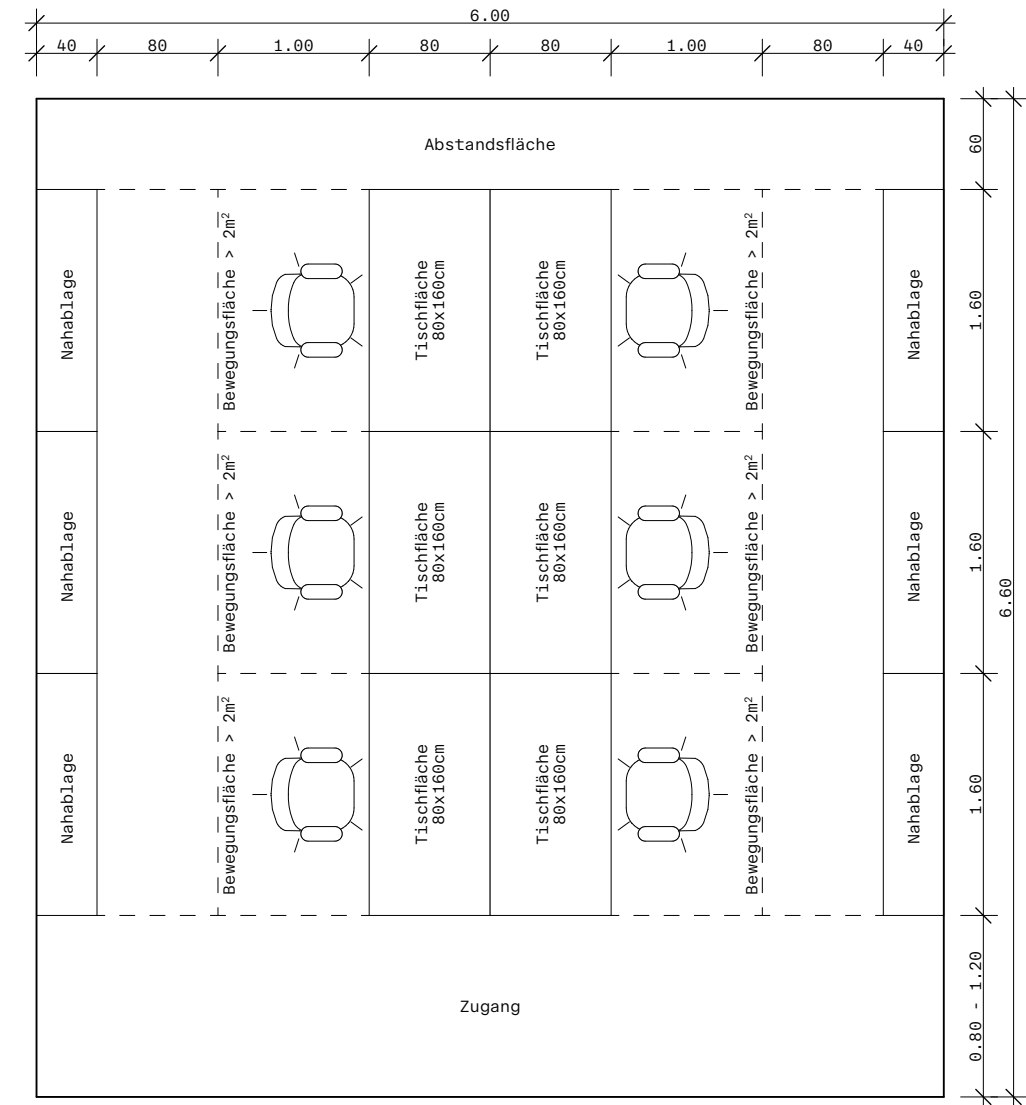 6.00
40
80
1.00
80
80
1.00
80
40
Abstandsfläche
60
Nahablage
Bewegungsfläche > 2m²
Tischfläche
80x160cm
Tischfläche
80x160cm
Bewegungsfläche > 2m²
Nahablage
1.60
Nahablage
Bewegungsfläche > 2m²
Tischfläche
80x160cm
Tischfläche
80x160cm
Bewegungsfläche > 2m²
Nahablage
1.60
6.60
Nahablage
Bewegungsfläche > 2m²
Tischfläche
80x160cm
Tischfläche
80x160cm
Bewegungsfläche > 2m²
Nahablage
1.60
Zugang
0.80 - 1.20